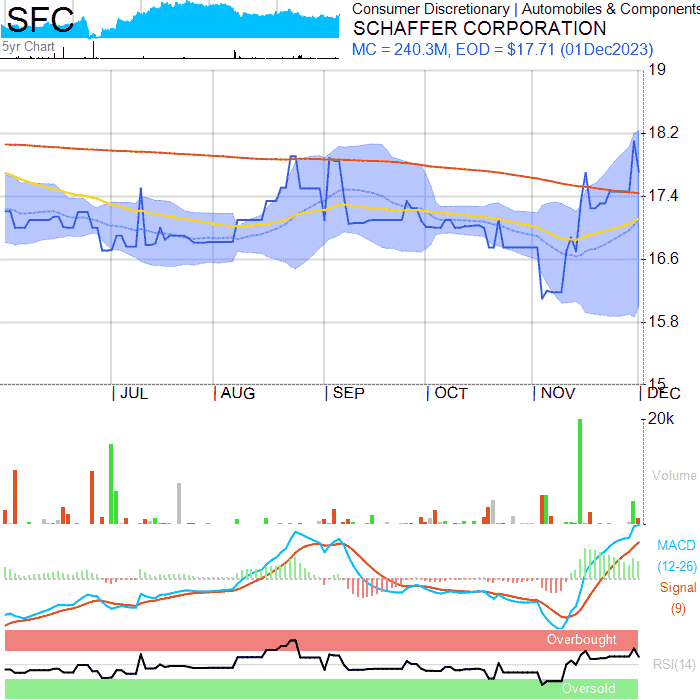 SFC
5yr Chart
Consumer Discretionary | Automobiles & Components
SCHAFFER CORPORATION
MC = 240.3M, EOD = $17.71 (01Dec2023)
19
18.2
17.4
16.6
15.8
15
JUL AUG SEP OCT NOV DEC
20k
Volume
MACD
(12-26)
Signal
(9)
Overbought
RSI(14)
Oversold